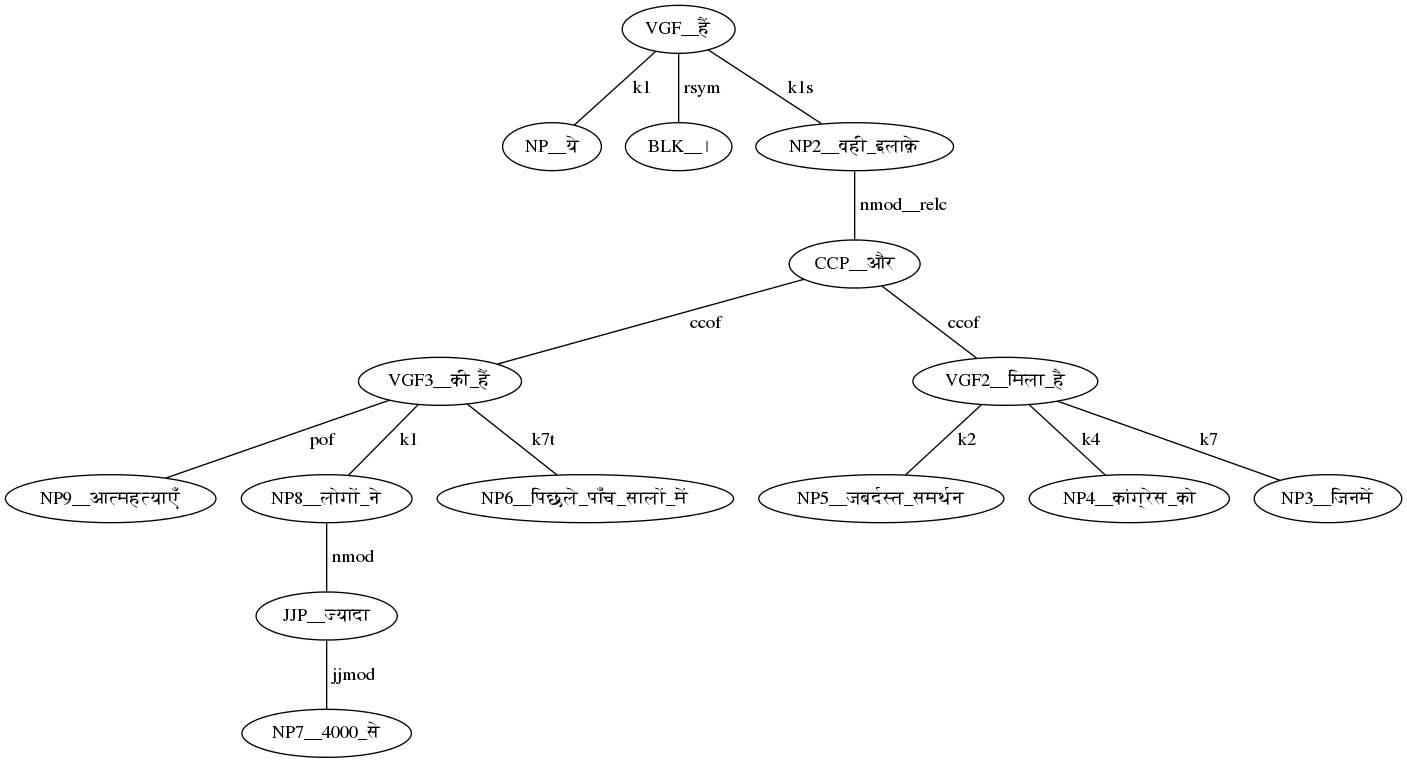 VGF__हैं
k1
rsym
k1s
NP__ये
BLK__।
NP2__वही_इलाक़े
nmod__relc
CCP__और
ccof
ccof
VGF3__की_हैं
VGF2__मिला_है
pof
k1
k7t
k2
k4
k7
NP9__आत्महत्याएँ
NP8__लोगों_ने
NP6__पिछले_पाँच_सालों_में
NP5__जबर्दस्त_समर्थन
NP4__कांग्रेस_को
NP3__जिनमें
nmod
JJP__ज्यादा
jjmod
NP7__4000_से